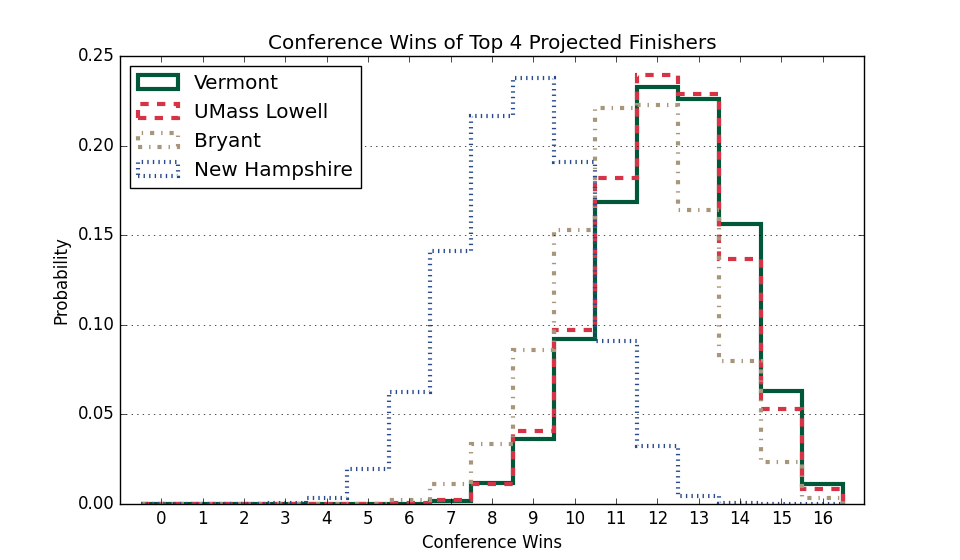 Conference Wins of Top 4 Projected Finishers
0.25
0.20
0.15
0.10
0.05
0.00
Probability
Vermont
UMass Lowell
Bryant
New Hampshire
0 1 2 3 4 5 6 7 8 9 10 11 12 13 14 15 16
Conference Wins